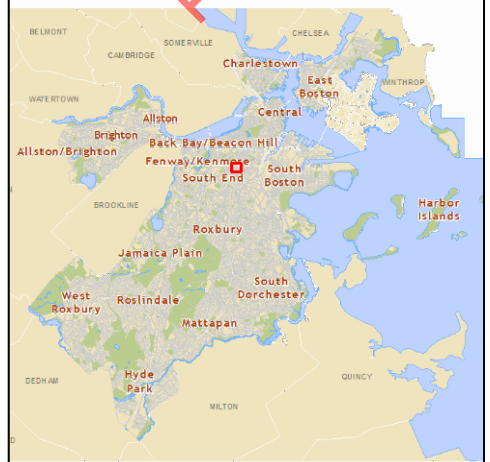 BELMONT
SOMERVILLE
CHELSEA
CAMBRIDGE
Charlestown
East
Boston
WINTHROP
WATERTOWN
Central
Allston
Brighton
Back Bay/Beacon Hill
Allston/Brighton
Fenway/Kenmore
South End
South
Boston
BROOKLINE
Harbor
Islands
Roxbury
Jamaica Plain
West
Roxbury
Roslindale
South
Dorchester
Mattapan
Hyde
Park
DEDHAM
QUINCY
MILTON
D